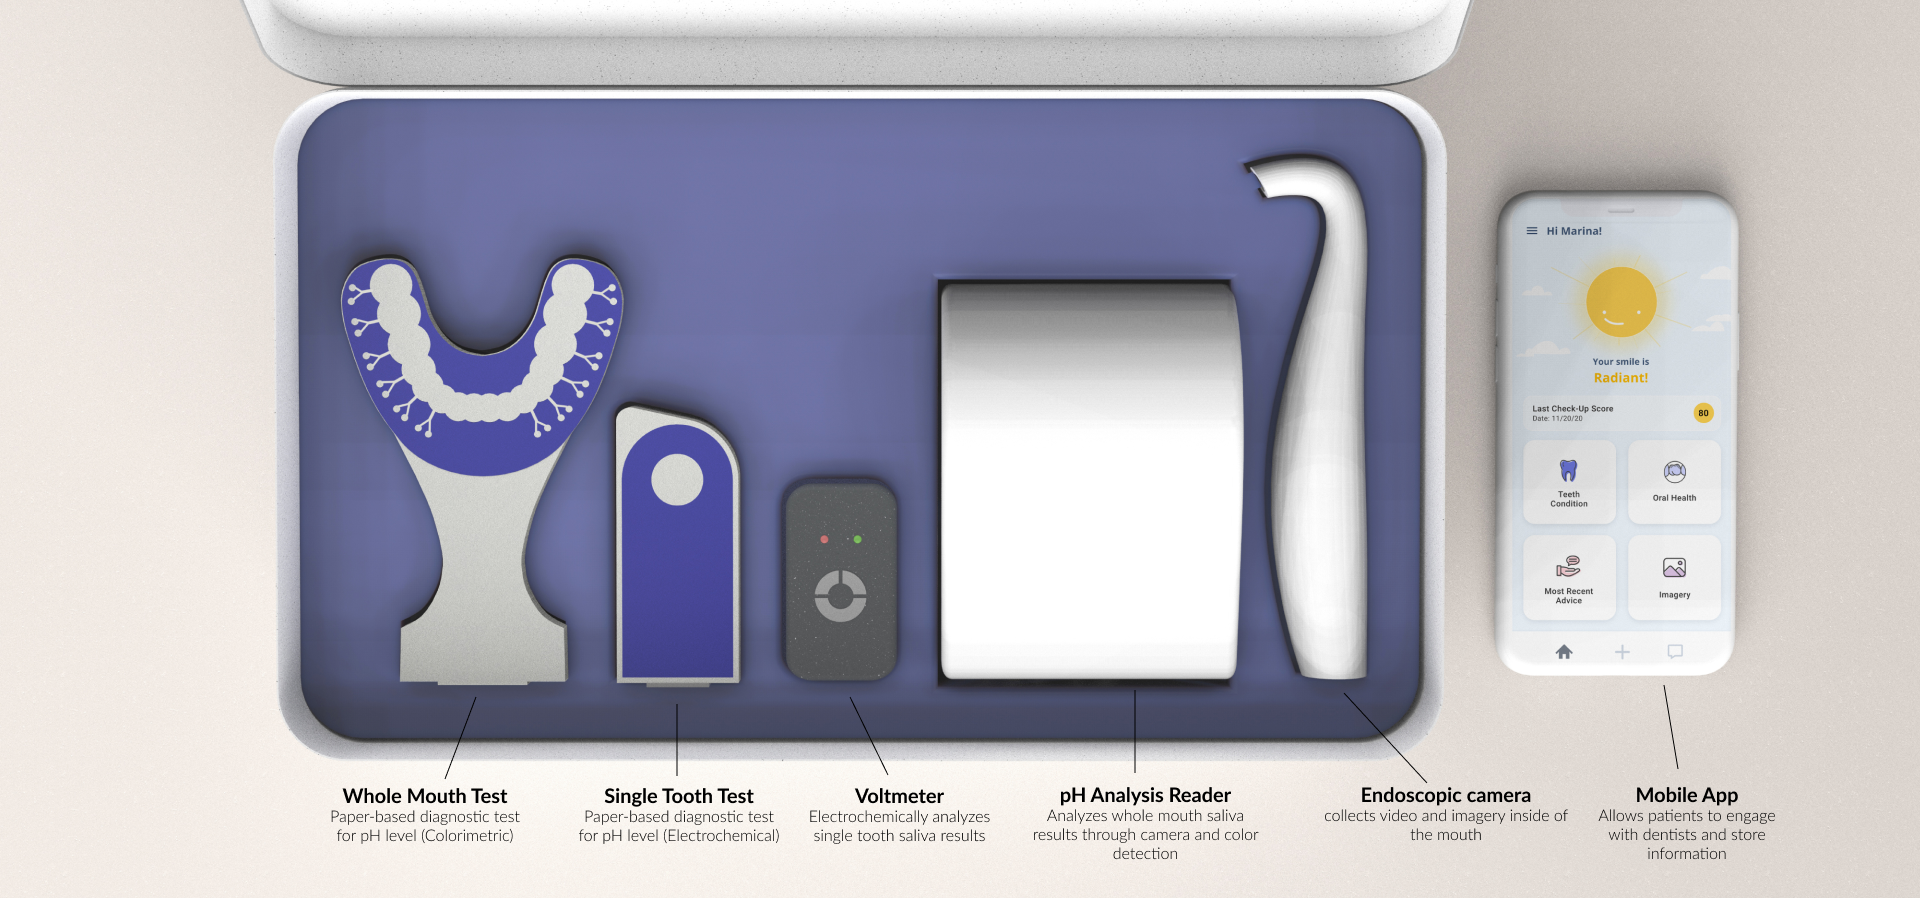 Hi Marina!
Your smile is
Radiant!
Last Check-Up Score
Date: 11/20/20
80
Teeth
Condition
Oral Health
Most Recent
Advice
Imagery
Whole Mouth Test
Paper-based diagnostic test
for pH level (Colorimetric)
Single Tooth Test
Paper-based diagnostic test
for pH level (Electrochemical)
Voltmeter
Electrochemically analyzes
single tooth saliva results
pH Analysis Reader
Analyzes whole mouth saliva
results through camera and color
detection
Endoscopic camera
collects video and imagery inside of
the mouth
Mobile App
Allows patients to engage
with dentists and store
information